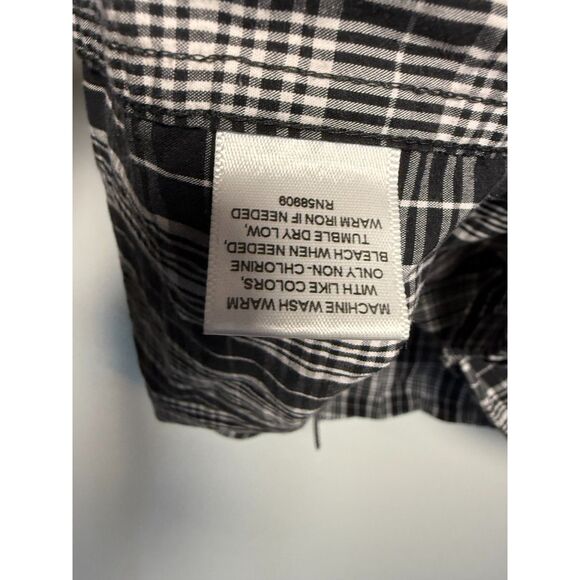 MACHINE WASH WARM
WITH LIKE COLORS,
ONLY NON- CHLORINE
BLEACH WHEN NEEDED,
TUMBLE DRY LOW,
WARM IRON IF NEEDED
RN58909